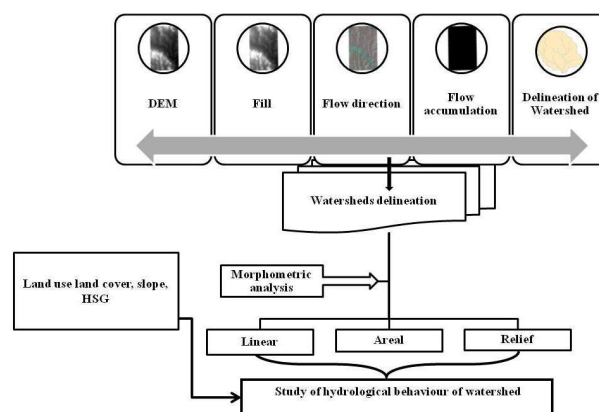 DEM
Fill
Flow direction
Flow
accumulation
Delineation of
Watershed
Watersheds delineation
Morphometric
analysis
Land use land cover, slope,
HSG
Linear
Areal
Relief
Study of hydrological behaviour of watershed